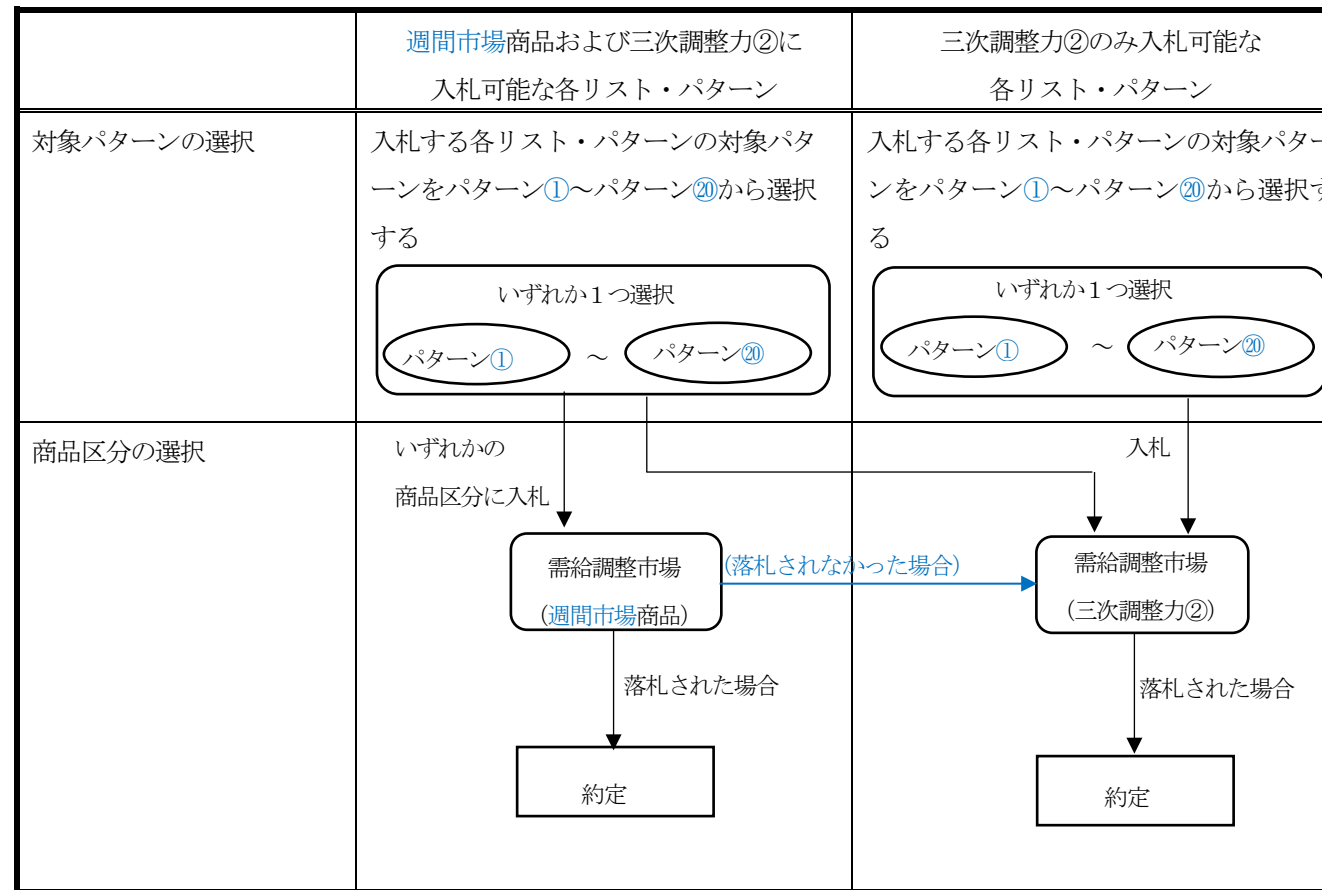 週間市場商品および三次調整力②に
入札可能な各リスト・パターン
三次調整力②のみ入札可能な
各リスト・パターン
対象パターンの選択
入札する各リスト・パターンの対象パタ
ーンをパターン①～パターン⑳から選択
する
いずれか１つ選択
パターン① ～ パターン⑳
入札する各リスト・パターンの対象パター
ンをパターン①～パターン⑳から選択す
る
いずれか１つ選択
パターン① ～ パターン⑳
商品区分の選択
いずれかの
商品区分に入札
需給調整市場
(週間市場商品)
(落札されなかった場合)
落札された場合
約定
入札
需給調整市場
(三次調整力②)
落札された場合
約定